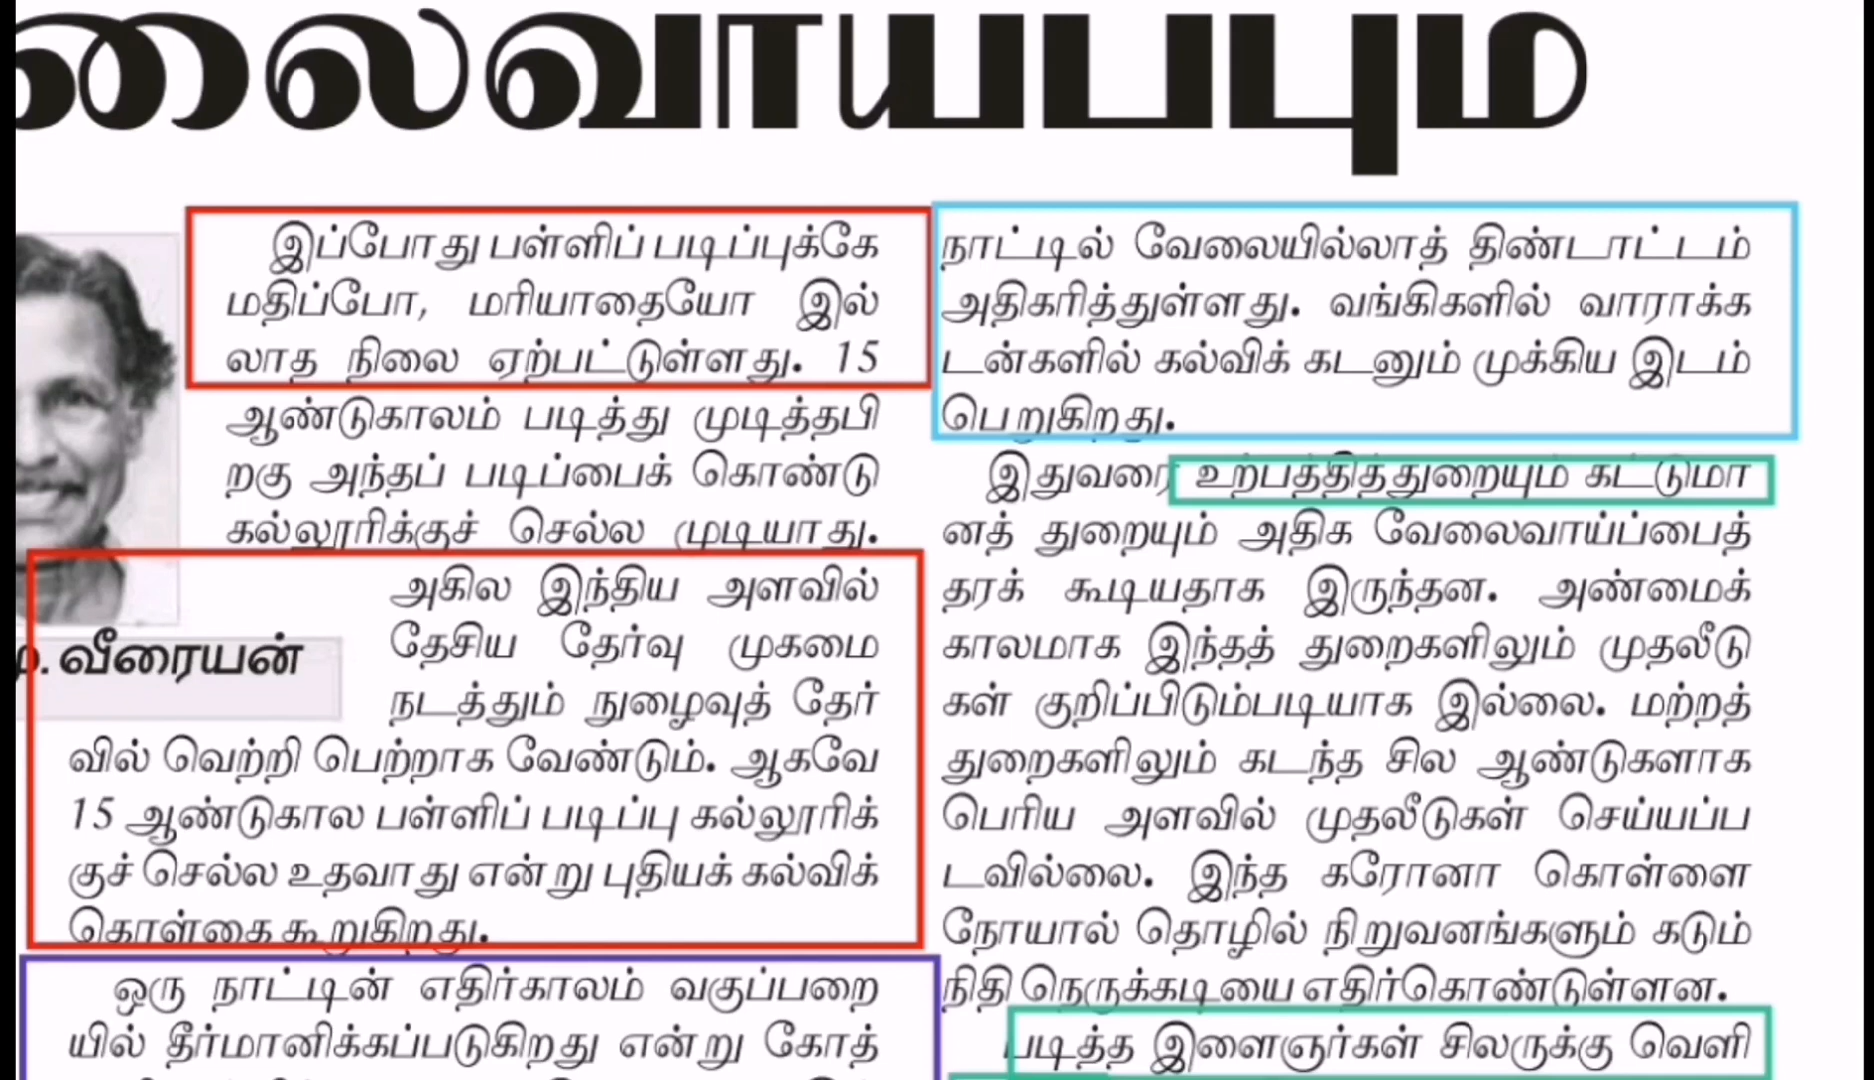 லைவாய்ப்பும்
இப்போது பள்ளிப் படிப்புக்கே
மதிப்போ, மரியாதையோ இல்
லாத நிலை ஏற்பட்டுள்ளது. 15
ஆண்டுகாலம் படித்து முடித்தபி
றகு அந்தப் படிப்பைக் கொண்டு
கல்லூரிக்குச் செல்ல முடியாது.
அகில இந்திய அளவில்
தேசிய தேர்வு முகமை
நடத்தும் நுழைவுத் தேர்
வில் வெற்றி பெற்றாக வேண்டும். ஆகவே
15 ஆண்டுகால பள்ளிப் படிப்பு கல்லூரிக்
குச் செல்ல உதவாது என்று புதியக் கல்விக்
கொள்கை கூறுகிறது.
ஒரு நாட்டின் எதிர்காலம் வகுப்பறை
யில் தீர்மானிக்கப்படுகிறது என்று கோத்
வீரையன்
நாட்டில் வேலையில்லாத் திண்டாட்டம்
அதிகரித்துள்ளது. வங்கிகளில் வாராக்க
டன்களில் கல்விக் கடனும் முக்கிய இடம்
பெறுகிறது.
இதுவரை உற்பத்தித்துறையும் கட்டுமா
னத் துறையும் அதிக வேலைவாய்ப்பைத்
தரக் கூடியதாக இருந்தன. அண்மைக்
காலமாக இந்தத் துறைகளிலும் முதலீடு
கள் குறிப்பிடும்படியாக இல்லை. மற்றத்
துறைகளிலும் கடந்த சில ஆண்டுகளாக
பெரிய அளவில் முதலீடுகள் செய்யப்ப
டவில்லை. இந்த கரோனா கொள்ளை
நோயால் தொழில் நிறுவனங்களும் கடும்
நிதி நெருக்கடியை எதிர்கொண்டுள்ளன.
படித்த இளைஞர்கள் சிலருக்கு வெளி